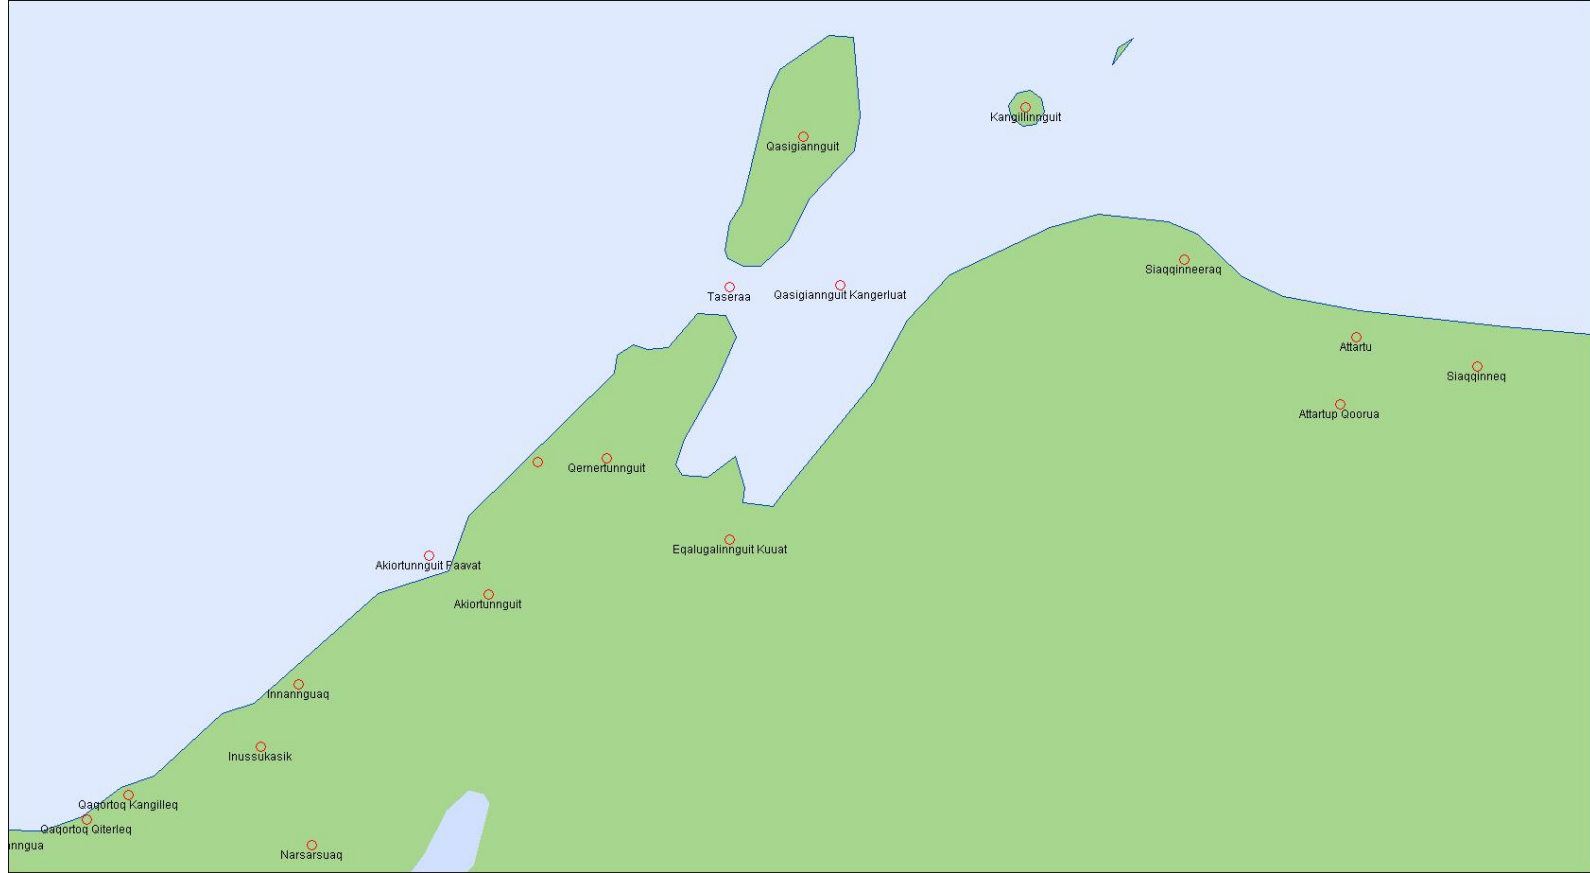 Kangillinnguit
Qasigiannguit
Siaqqinneeraq
Taseraa
Qasigiannguit Kangerluat
Attartu
Siaqqinneq
Attartup Qoorua
Qernertunnguit
Eqalugalinnguit Kuuat
Akiortunnguit Paavat
Akiortunnguit
Innannguaq
Inussukasik
Qaqortoq Kangilleq
Qaqortoq Qiterleq
anngua
Narsarsuaq